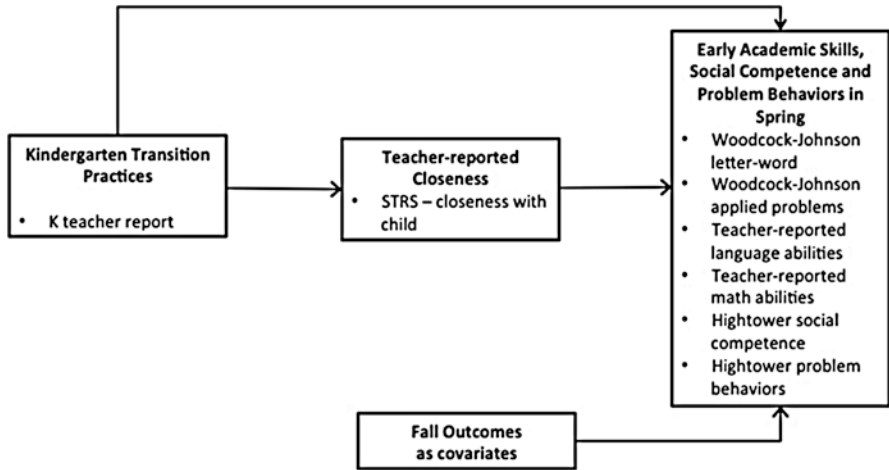 Kindergarten Transition
Practices
• K teacher report
Teacher-reported
Closeness
• STRS – closeness with
child
Early Academic Skills,
Social Competence and
Problem Behaviors in
Spring
• Woodcock-Johnson
letter-word
• Woodcock-Johnson
applied problems
• Teacher-reported
language abilities
• Teacher-reported
math abilities
• Hightower social
competence
• Hightower problem
behaviors
Fall Outcomes
as covariates